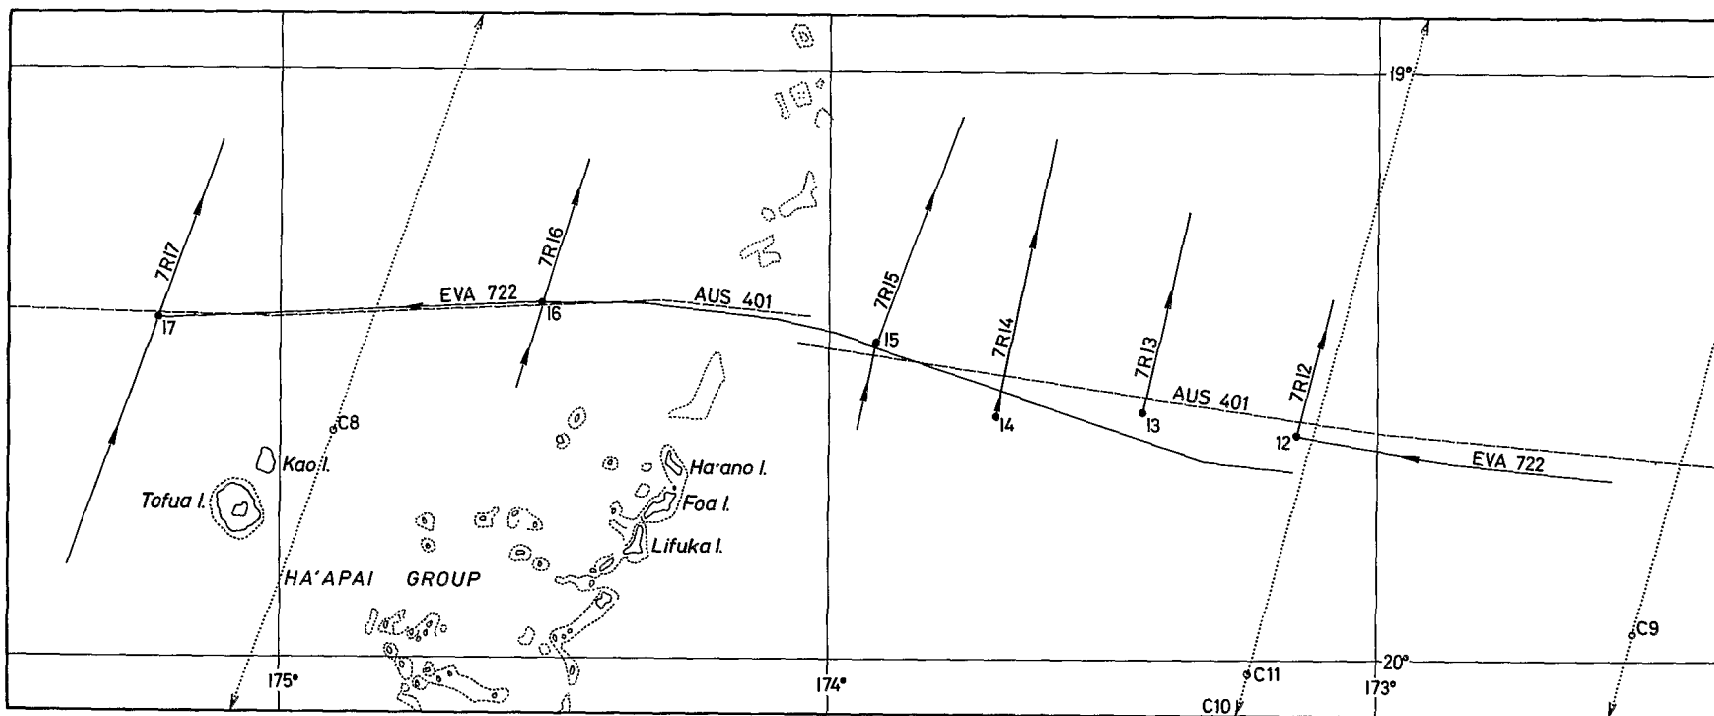 19°
7R17
7R16
7R15
7R14
7R13
7R12
EVA 722
AUS 401
17
16
15
14
13
12
AUS 401
EVA 722
C8
Kao I.
Tofua I.
Ha'ano I.
Foa I.
Lifuka I.
HA'APAI GROUP
C9
C11
C10
20°
175°
174°
173°